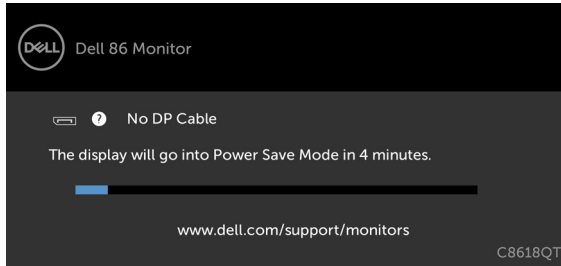 DELL
Dell 86 Monitor
? No DP Cable
The display will go into Power Save Mode in 4 minutes.
www.dell.com/support/monitors
C8618QT